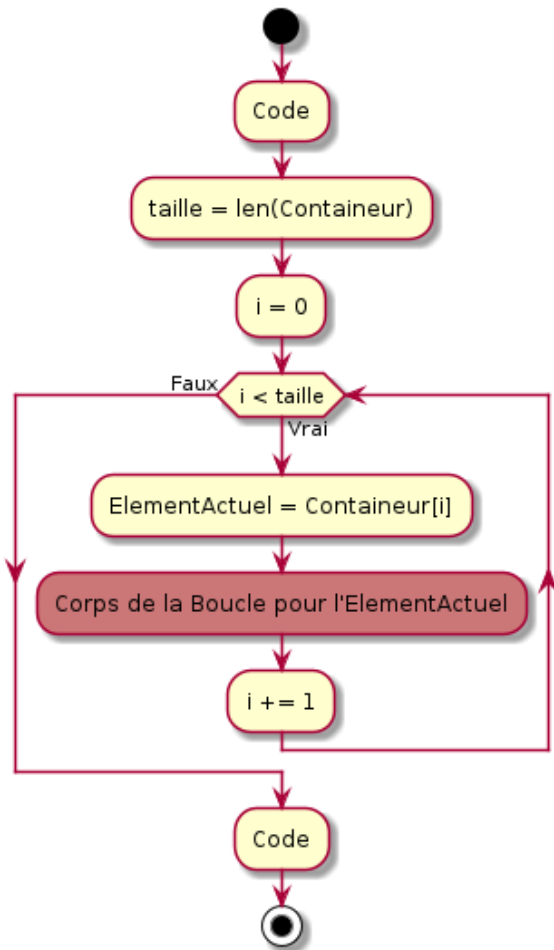 Code
taille = len(Containeur)
i = 0
Faux
i < taille
Vrai
ElementActuel = Containeur[i]
Corps de la Boucle pour l'ElementActuel
i += 1
Code